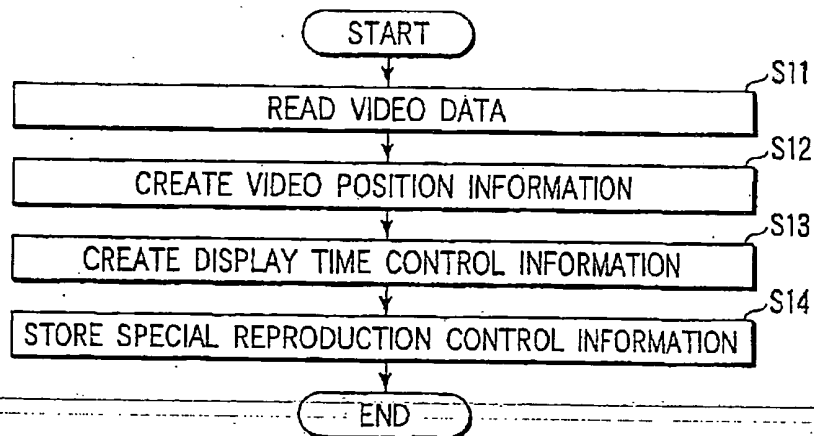 START
S11
READ VIDEO DATA
S12
CREATE VIDEO POSITION INFORMATION
S13
CREATE DISPLAY TIME CONTROL INFORMATION
S14
STORE SPECIAL REPRODUCTION CONTROL INFORMATION
END